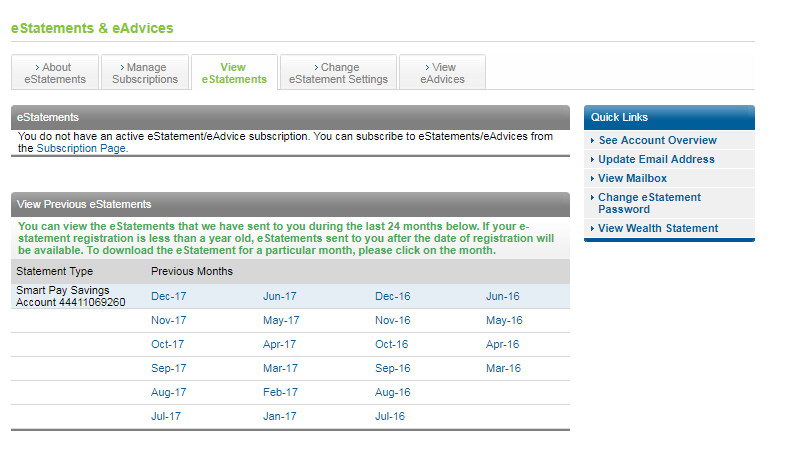 eStatements & eAdvices
About
eStatements
Manage
Subscriptions
View
eStatements
Change
eStatement Settings
View
eAdvices
eStatements
You do not have an active eStatement/eAdvice subscription. You can subscribe to eStatements/eAdvices from
the Subscription Page.
Quick Links
See Account Overview
Update Email Address
View Mailbox
Change eStatement
Password
View Wealth Statement
View Previous eStatements
You can view the eStatements that we have sent to you during the last 24 months below. If your e-
statement registration is less than a year old, eStatements sent to you after the date of registration will
be available. To download the eStatement for a particular month, please click on the month.
Statement Type Previous Months
Smart Pay Savings
Account 44411069260
Dec-17 Jun-17 Dec-16 Jun-16
Nov-17 May-17 Nov-16 May-16
Oct-17 Apr-17 Oct-16 Apr-16
Sep-17 Mar-17 Sep-16 Mar-16
Aug-17 Feb-17 Aug-16
Jul-17 Jan-17 Jul-16